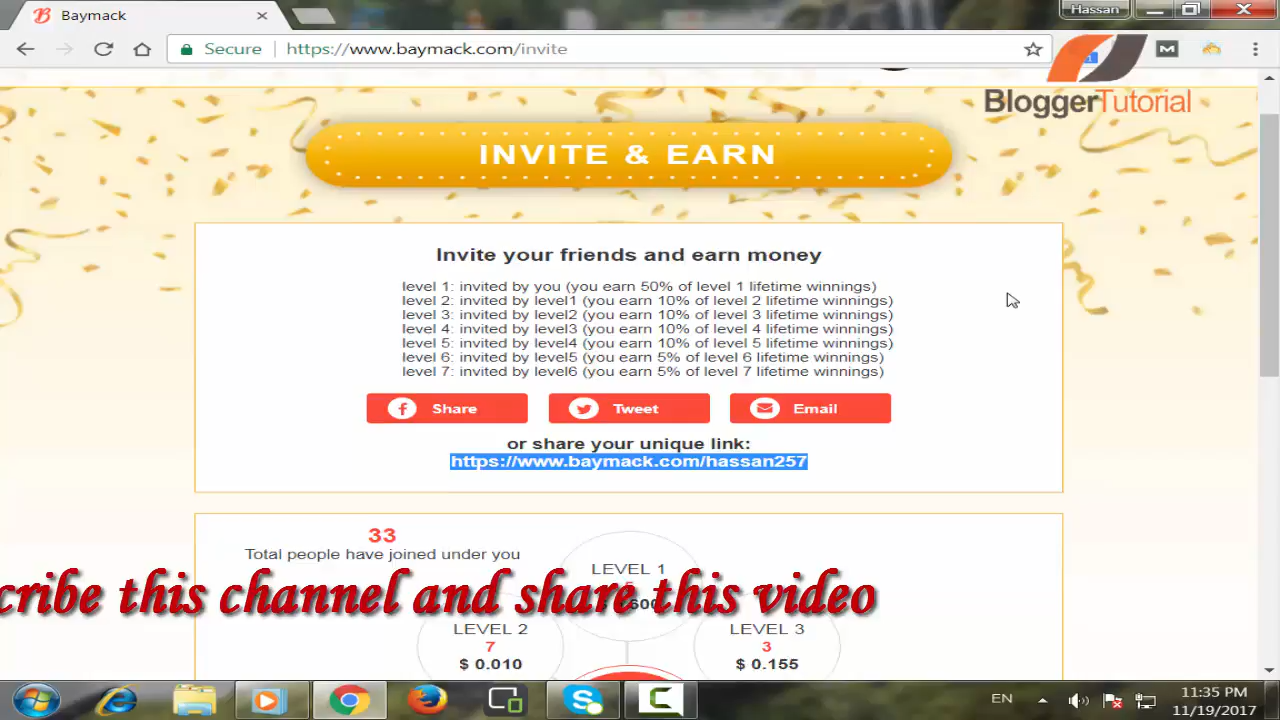 Baymack
Hassan
Secure
https://www.baymack.com/invite
BloggerTutorial
INVITE & EARN
Invite your friends and earn money
level 1: invited by you (you earn 50% of level 1 lifetime winnings)
level 2: invited by level1 (you earn 10% of level 2 lifetime winnings)
level 3: invited by level2 (you earn 10% of level 3 lifetime winnings)
level 4: invited by level3 (you earn 10% of level 4 lifetime winnings)
level 5: invited by level4 (you earn 10% of level 5 lifetime winnings)
level 6: invited by level5 (you earn 5% of level 6 lifetime winnings)
level 7: invited by level6 (you earn 5% of level 7 lifetime winnings)
Share
Tweet
Email
or share your unique link:
https://www.baymack.com/hassan257
33
Total people have joined under you
LEVEL 1
cribe this channel and share this video
LEVEL 2
7
$ 0.010
LEVEL 3
3
$ 0.155
EN
11:35 PM
11/19/2017